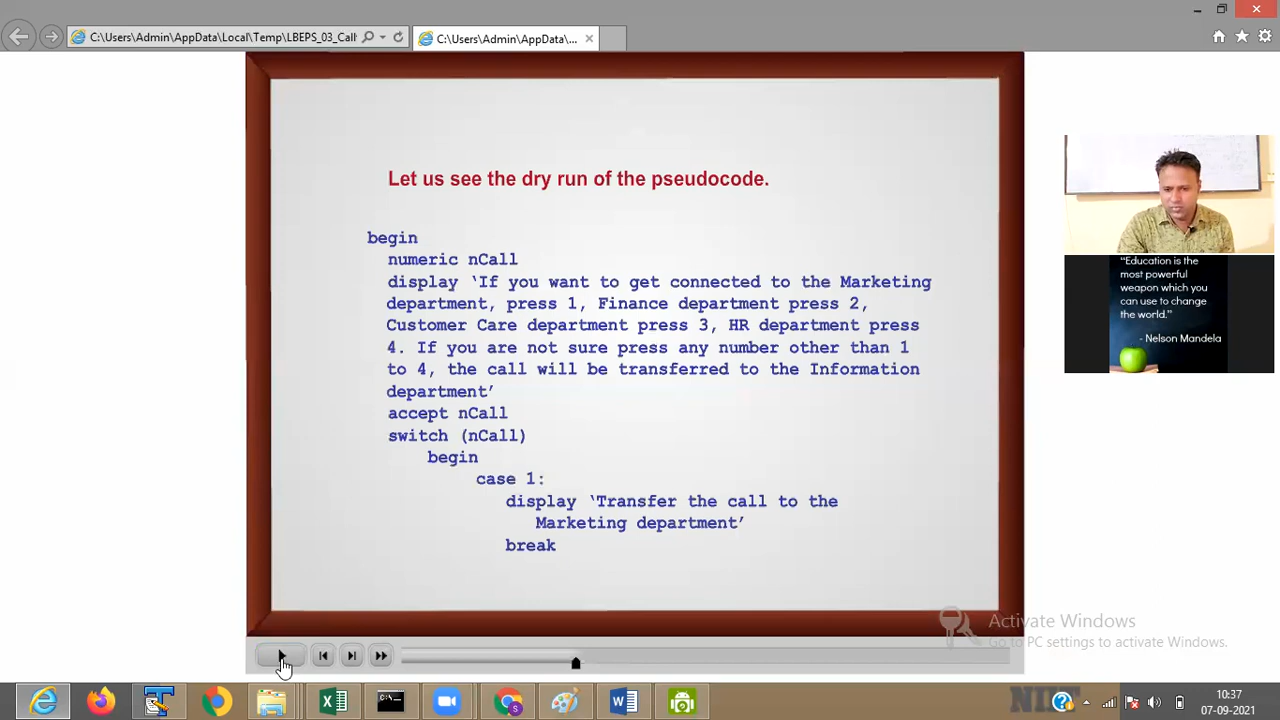 C:\Users\Admin\AppData\Local\Temp\LBEPS_03_Call
C:\Users\Admin\AppData\...
Let us see the dry run of the pseudocode.
begin
numeric nCall
display ‘If you want to get connected to the Marketing
department, press 1, Finance department press 2,
Customer Care department press 3, HR department press
4. If you are not sure press any number other than 1
to 4, the call will be transferred to the Information
department’
accept nCall
switch (nCall)
begin
case 1:
display ‘Transfer the call to the
Marketing department’
break
“Education is the
most powerful
weapon which you
can use to change
the world.”
- Nelson Mandela
Activate Windows
Go to PC settings to activate Windows.
NIIT
10:37
07-09-2021